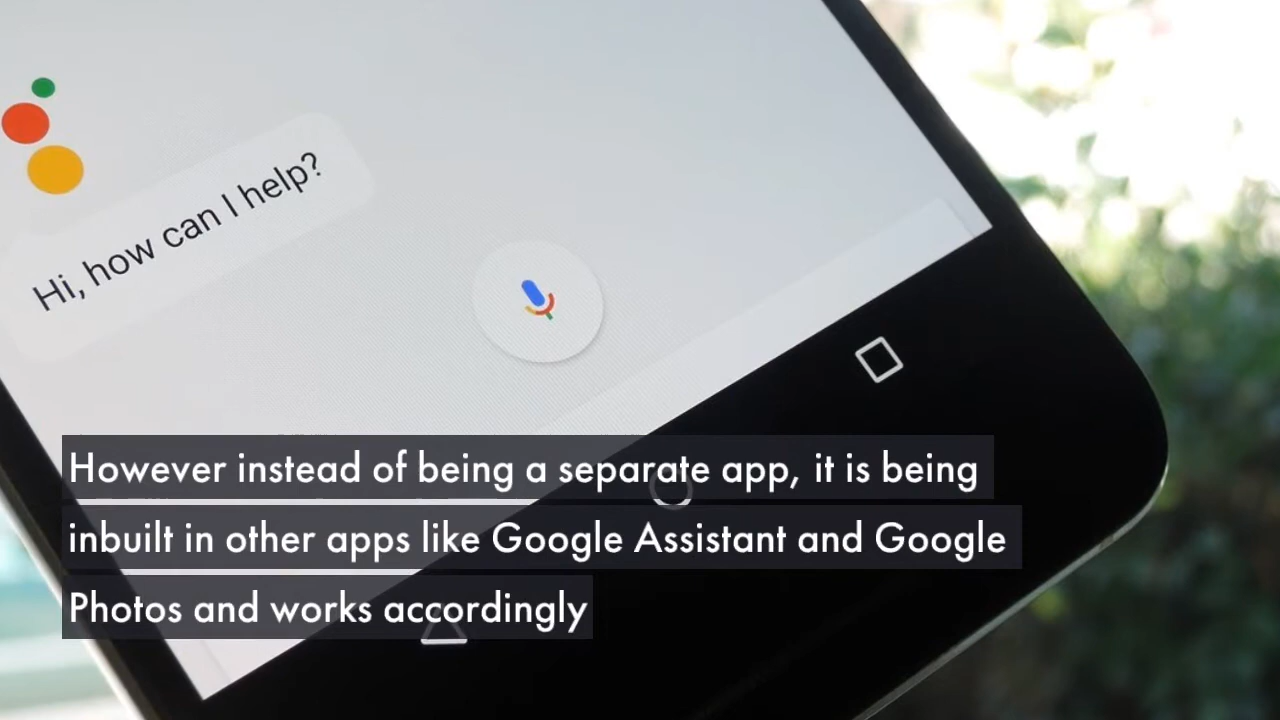 Hi, how can I help?
However instead of being a separate app, it is being
inbuilt in other apps like Google Assistant and Google
Photos and works accordingly